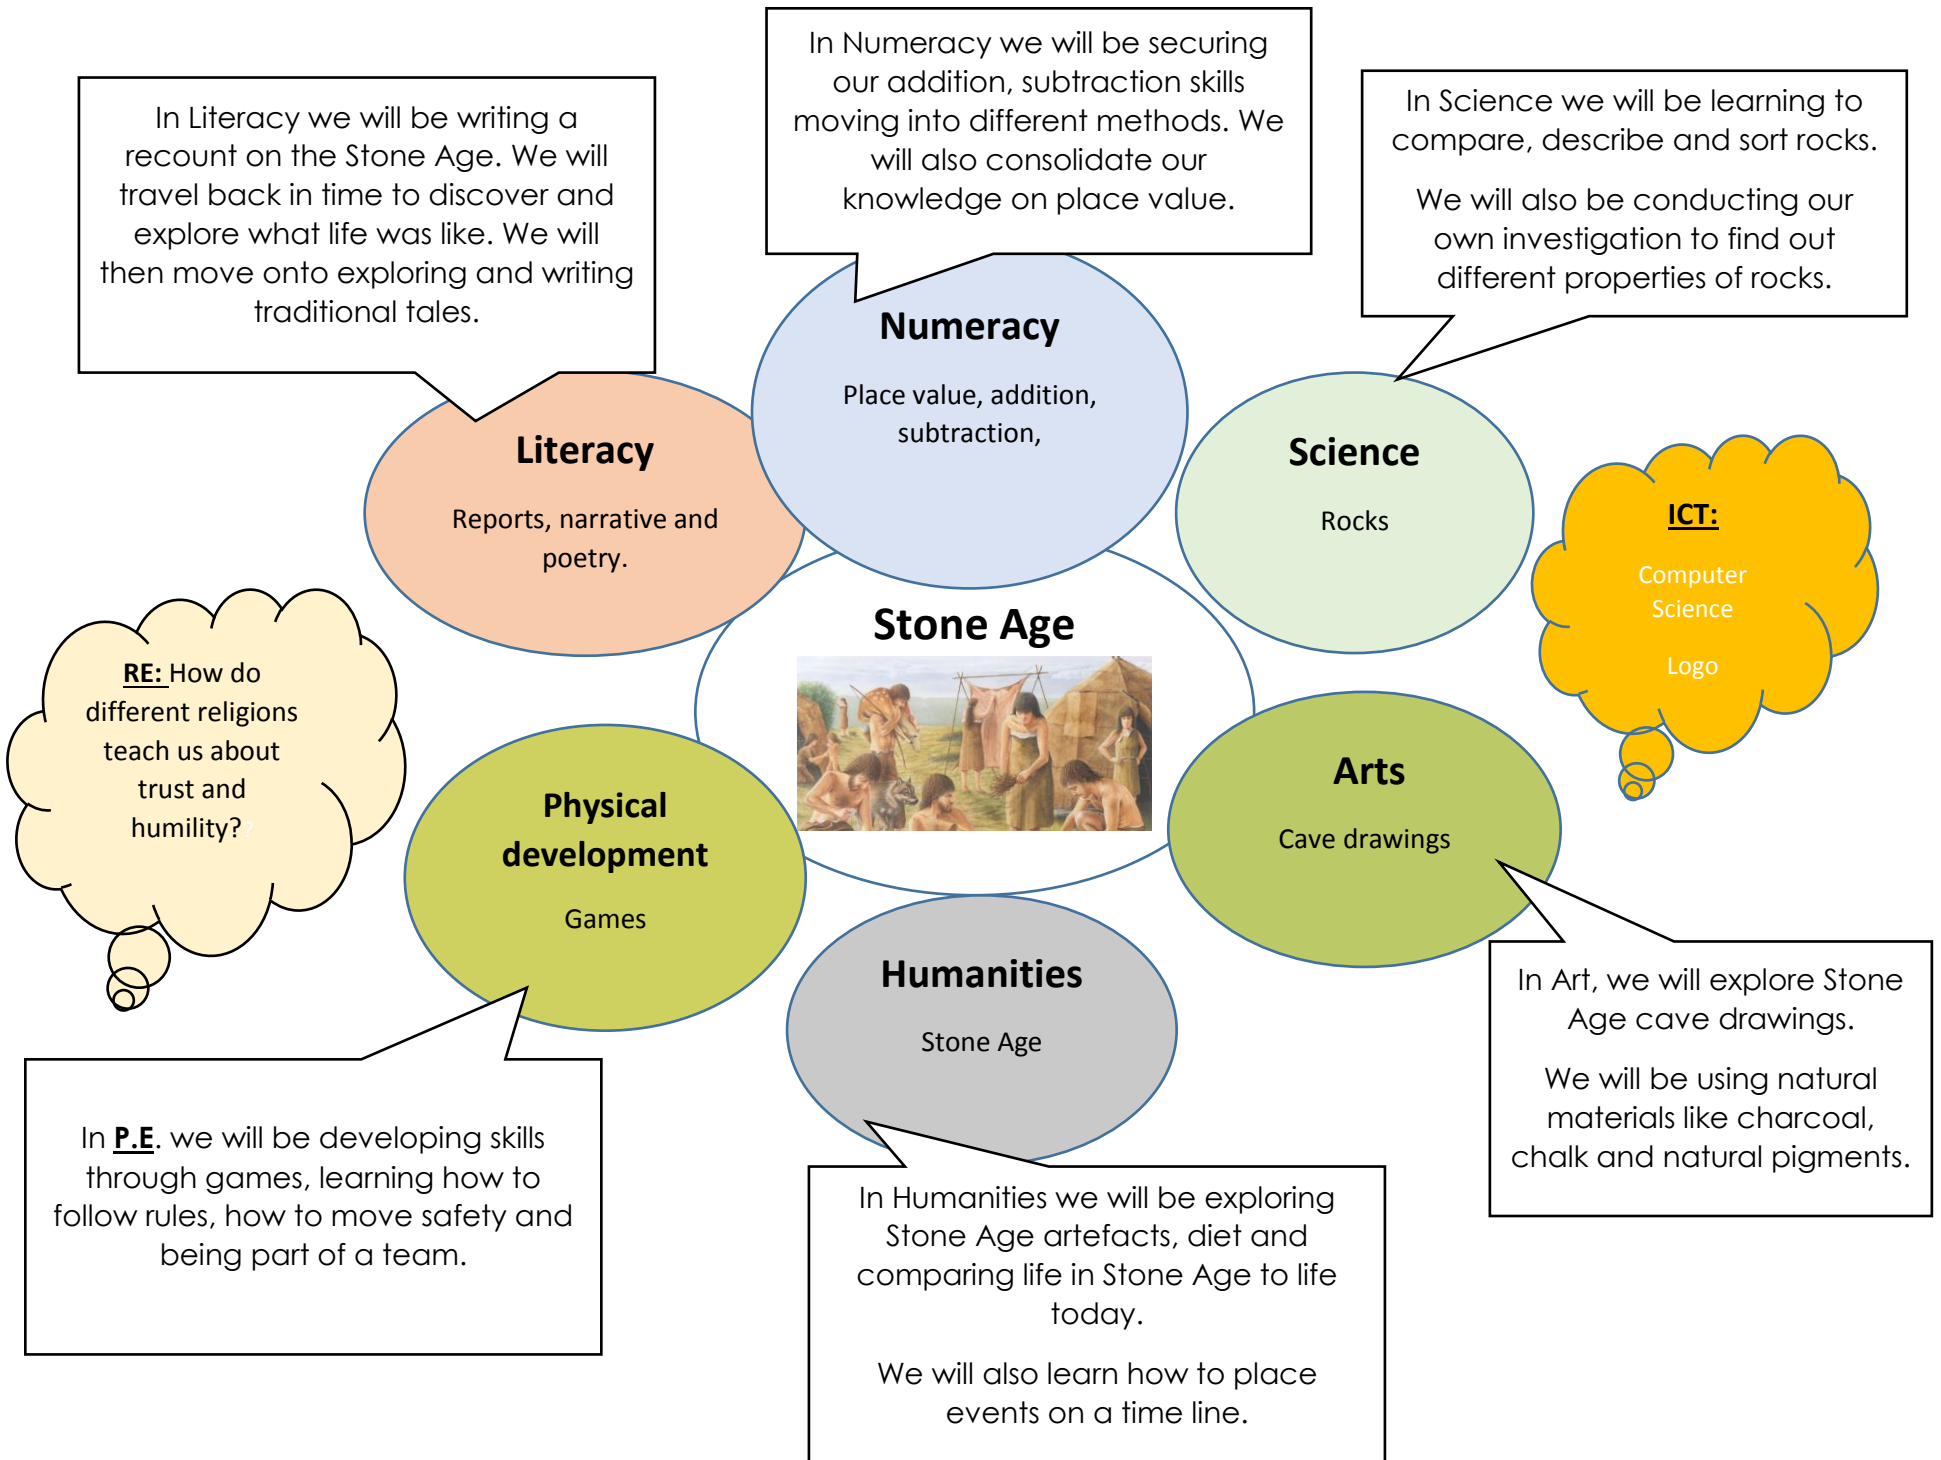 In Numeracy we will be securing
our addition, subtraction skills
moving into different methods. We
will also consolidate our
knowledge on place value.
In Literacy we will be writing a
recount on the Stone Age. We will
travel back in time to discover and
explore what life was like. We will
then move onto exploring and writing
traditional tales.
In Science we will be learning to
compare, describe and sort rocks.
We will also be conducting our
own investigation to find out
different properties of rocks.
Numeracy
Place value, addition,
subtraction,
Literacy
Reports, narrative and
poetry.
Science
Rocks
ICT:
Computer
Science
Logo
Stone Age
RE: How do
different religions
teach us about
trust and
humility??
Physical
development
Games
Arts
Cave drawings
Humanities
Stone Age
In Art, we will explore Stone
Age cave drawings.
We will be using natural
materials like charcoal,
chalk and natural pigments.
In P.E. we will be developing skills
through games, learning how to
follow rules, how to move safety and
being part of a team.
In Humanities we will be exploring
Stone Age artefacts, diet and
comparing life in Stone Age to life
today.
We will also learn how to place
events on a time line.